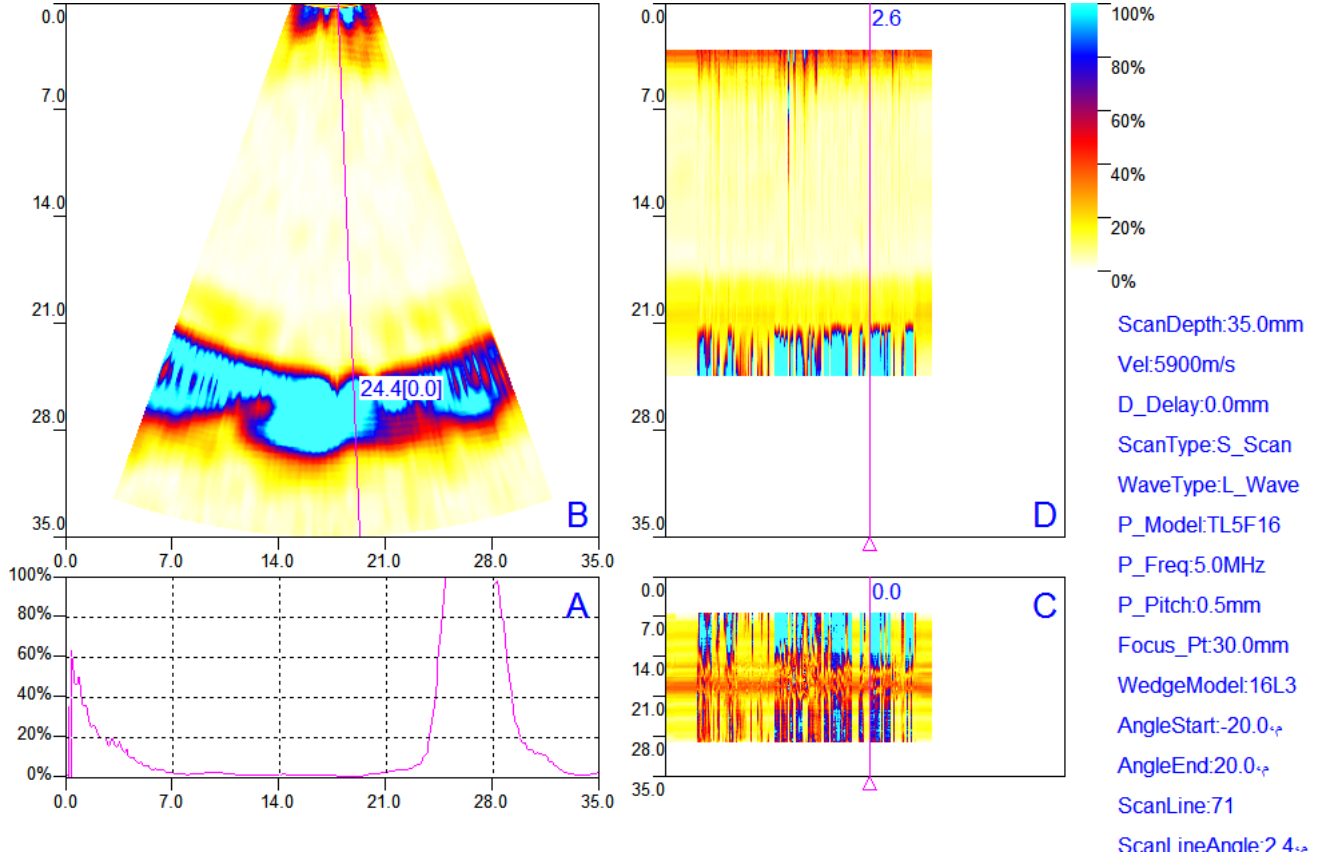 0.0
7.0
14.0
21.0
28.0
35.0
0.0
7.0
14.0
21.0
28.0
35.0
24.4[0.0]
B
0.0
7.0
14.0
21.0
28.0
35.0
2.6
D
100%
80%
60%
40%
20%
0%
100%
80%
60%
40%
20%
0%
0.0
7.0
14.0
21.0
28.0
35.0
A
0.0
7.0
14.0
21.0
28.0
35.0
0.0
C
ScanDepth:35.0mm
Vel:5900m/s
D_Delay:0.0mm
ScanType:S_Scan
WaveType:L_Wave
P_Model:TL5F16
P_Freq:5.0MHz
P_Pitch:0.5mm
Focus_Pt:30.0mm
WedgeModel:16L3
AngleStart:-20.0
AngleEnd:20.0
ScanLine:71
ScanLineAngle:2.4